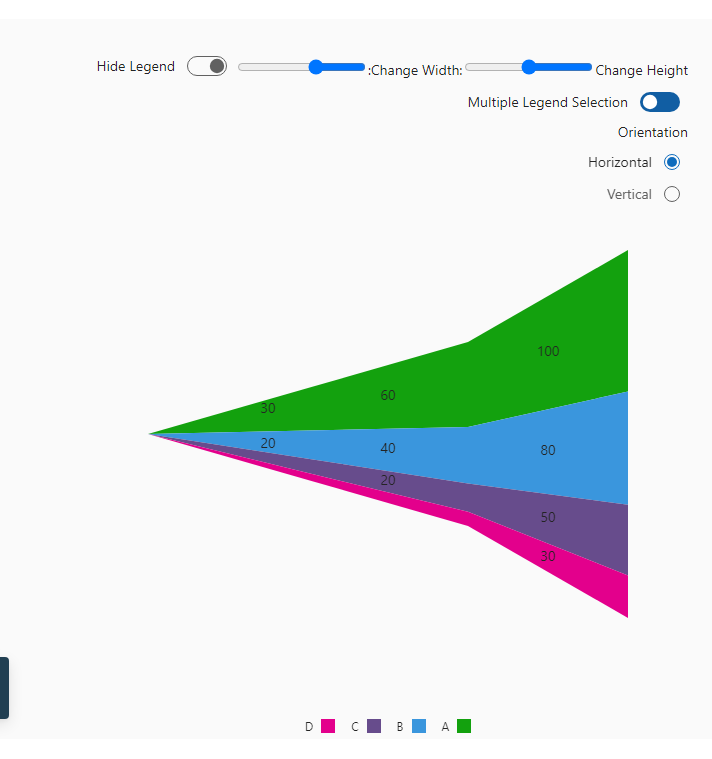 Hide Legend :Change Width: Change Height
Multiple Legend Selection
Orientation
Horizontal
Vertical
100
60
30
20
40
80
20
50
30
D C B A